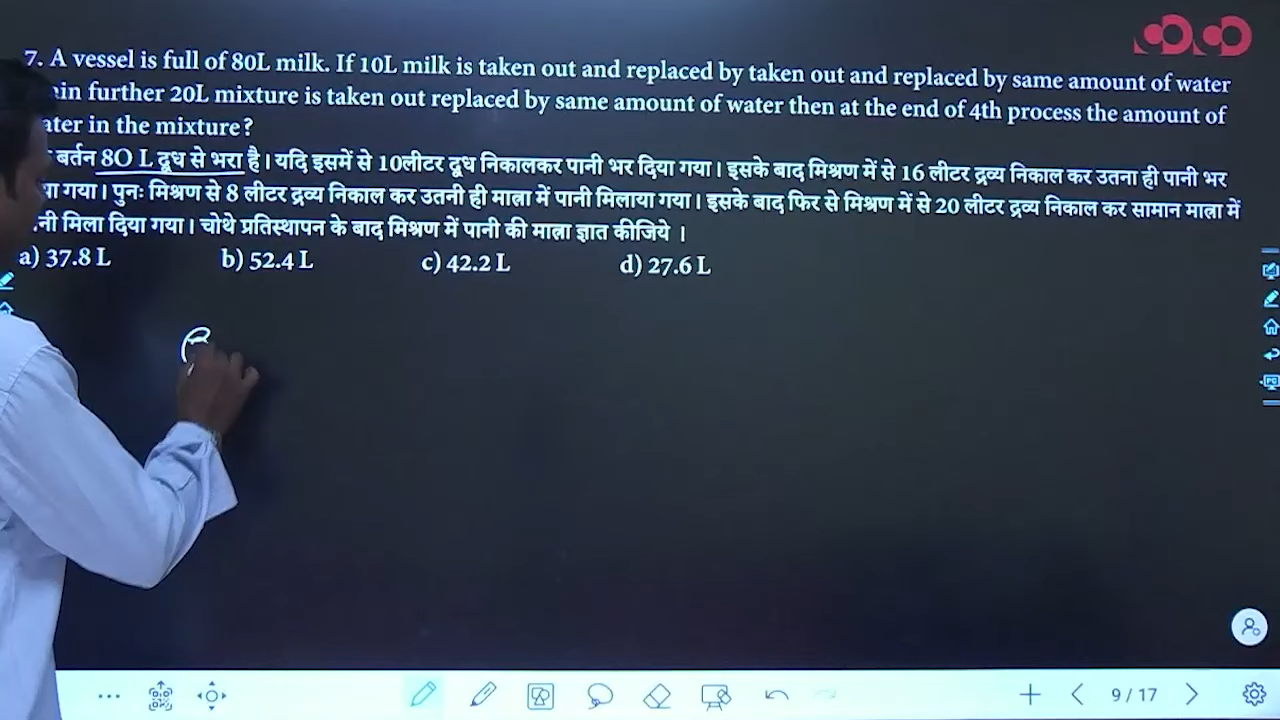 7. A vessel is full of 80L milk. If 10L milk is taken out and replaced by taken out and replaced by same amount of water
further 20L mixture is taken out replaced by same amount of water then at the end of 4th process the amount of
in the mixture?
बर्तन 80 L दूध से भरा है। यदि इसमें से 10लीटर दूध निकालकर पानी भर दिया गया। इसके बाद मिश्रण में से 16 लीटर द्रव्य निकाल कर उतना ही पानी भर
गया। पुनः मिश्रण से 8 लीटर द्रव्य निकाल कर उतनी ही मात्रा में पानी मिलाया गया। इसके बाद फिर से मिश्रण में से 20 लीटर द्रव्य निकाल कर सामान मात्रा में
मिला दिया गया। चोथे प्रतिस्थापन के बाद मिश्रण में पानी की मात्रा ज्ञात कीजिये ।
a) 37.8 L b) 52.4 L c) 42.2 L d) 27.6 L
PC
9 / 17